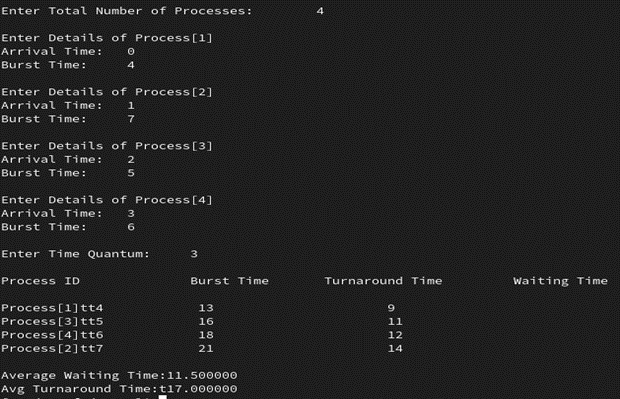 Enter Total Number of Processes: 4
Enter Details of Process[1]
Arrival Time: 0
Burst Time: 4
Enter Details of Process[2]
Arrival Time: 1
Burst Time: 7
Enter Details of Process[3]
Arrival Time: 2
Burst Time: 5
Enter Details of Process[4]
Arrival Time: 3
Burst Time: 6
Enter Time Quantum: 3
Process ID Burst Time Turnaround Time Waiting Time
Process[1]tt4 13 9
Process[3]tt5 16 11
Process[4]tt6 18 12
Process[2]tt7 21 14
Average Waiting Time:11.500000
Avg Turnaround Time:t17.000000